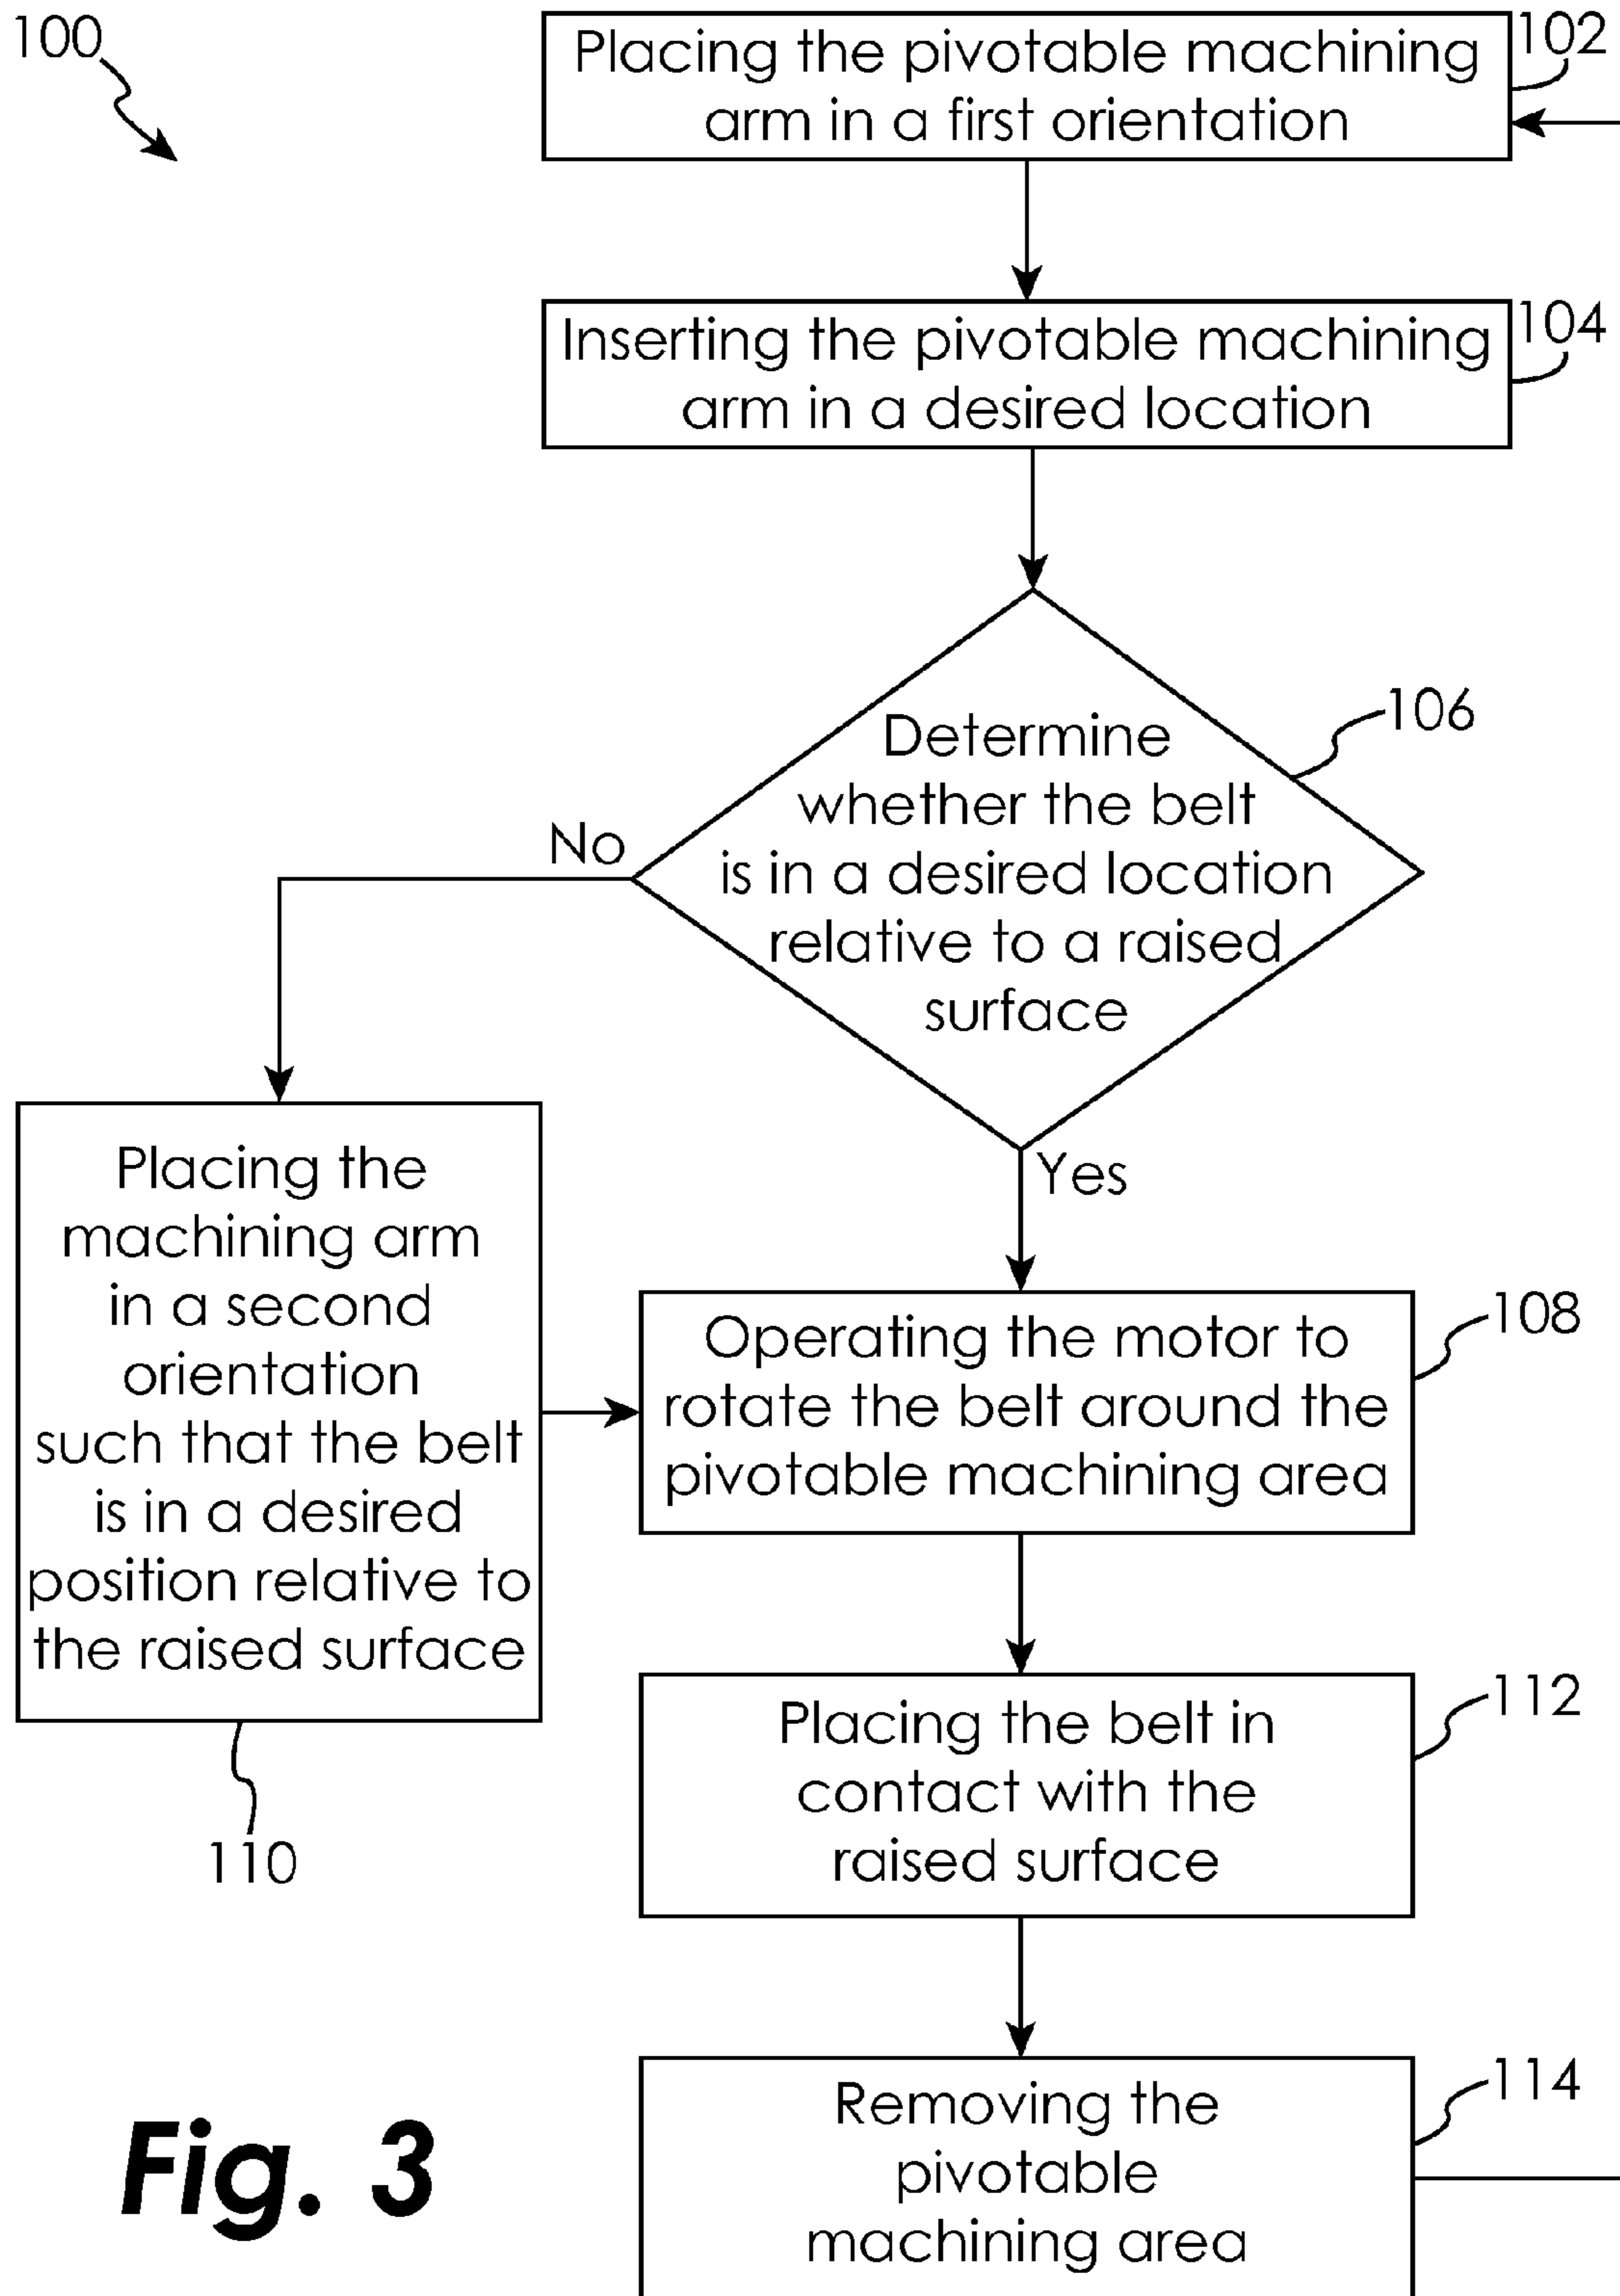 100
Placing the pivotable machining
arm in a first orientation
102
Inserting the pivotable machining
arm in a desired location
104
Determine
whether the belt
is in a desired location
relative to a raised
surface
106
No
Yes
Placing the
machining arm
in a second
orientation
such that the belt
is in a desired
position relative to
the raised surface
110
Operating the motor to
rotate the belt around the
pivotable machining area
108
Placing the belt in
contact with the
raised surface
112
Removing the
pivotable
machining area
114
Fig. 3